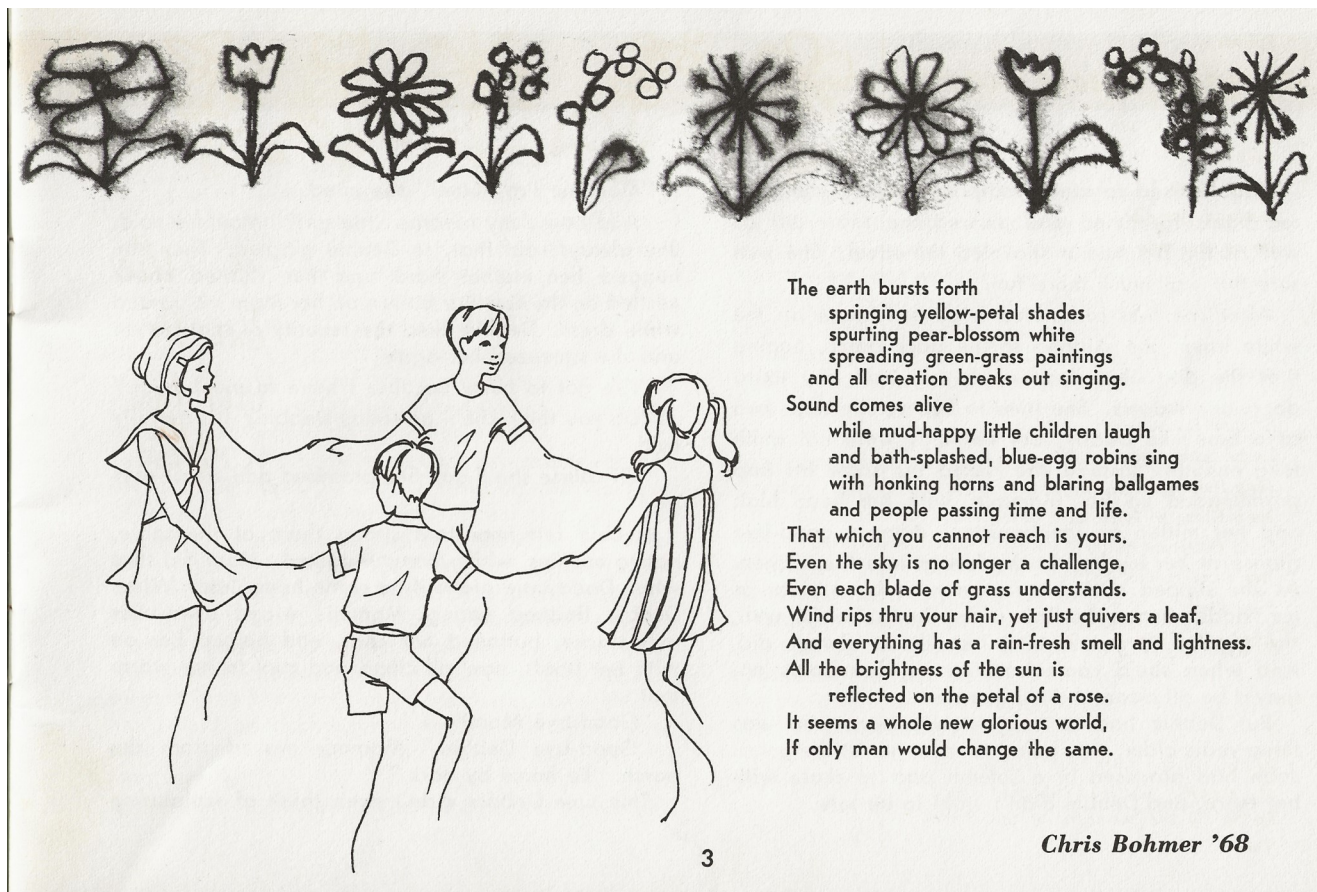 The earth bursts forth
springing yellow-petal shades
spurting pear-blossom white
spreading green-grass paintings
and all creation breaks out singing.
Sound comes alive
while mud-happy little children laugh
and bath-splashed, blue-egg robins sing
with honking horns and blaring ballgames
and people passing time and life.
That which you cannot reach is yours.
Even the sky is no longer a challenge,
Even each blade of grass understands.
Wind rips thru your hair, yet just quivers a leaf,
And everything has a rain-fresh smell and lightness.
All the brightness of the sun is
reflected on the petal of a rose.
It seems a whole new glorious world,
If only man would change the same.
Chris Bohmer '68
3